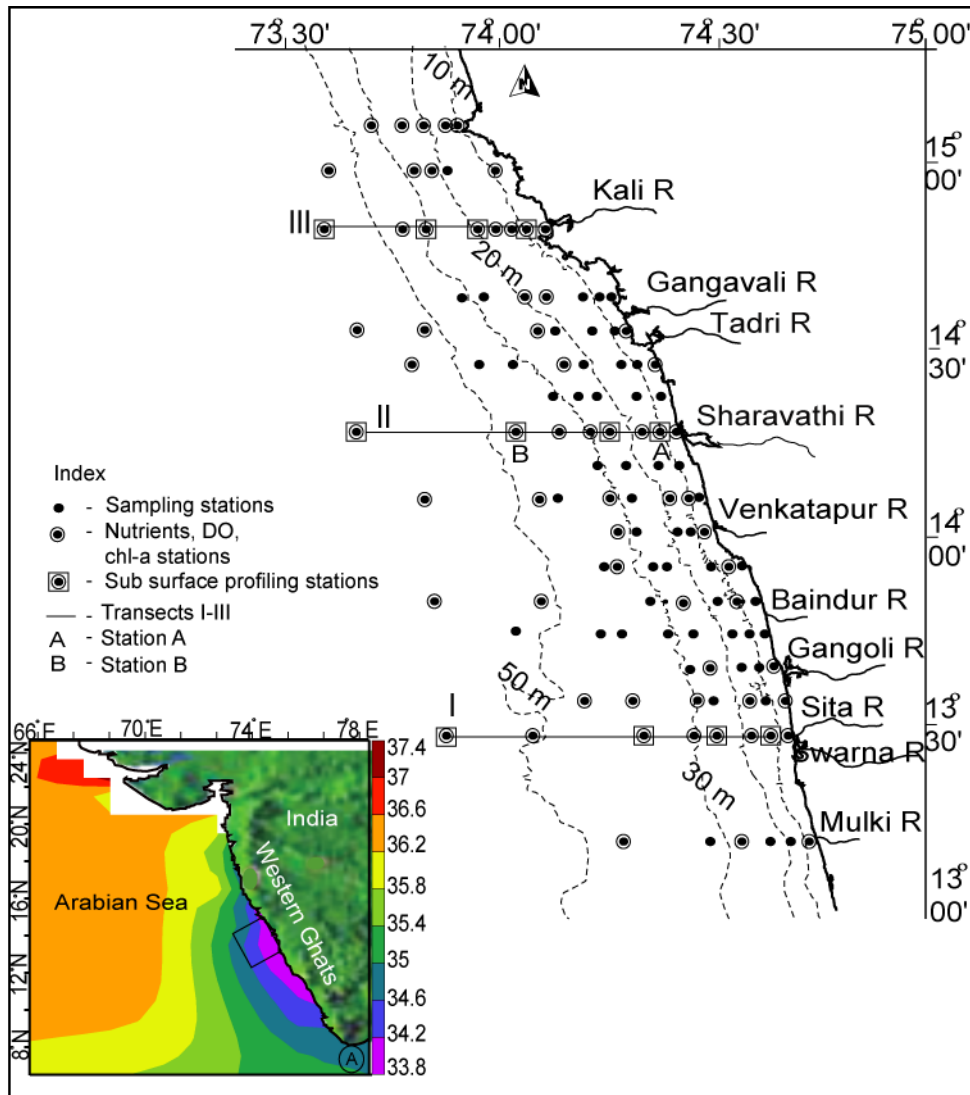 73.30' 74°00' 74°30' 75°00'
10 m
N
15°
00'
Kali R
III
20 m
Gangavali R
Tadri R
14°
30'
II
Sharavathi R
B
A
Index
- Sampling stations
- Nutrients, DO,
chl-a stations
- Sub surface profiling stations
- Transects I-III
A - Station A
B - Station B
Venkatapur R
14°
00'
Baindur R
Gangoli R
50 m
I
Sita R
13°
30'
Swarna R
30 m
Mulki R
13°
00'
66°E 70°E 74°E 78°E
24°N
20°N
16°N
12°N
8°N
India
Arabian Sea
Western Ghats
A
37.4
37
36.6
36.2
35.8
35.4
35
34.6
34.2
33.8